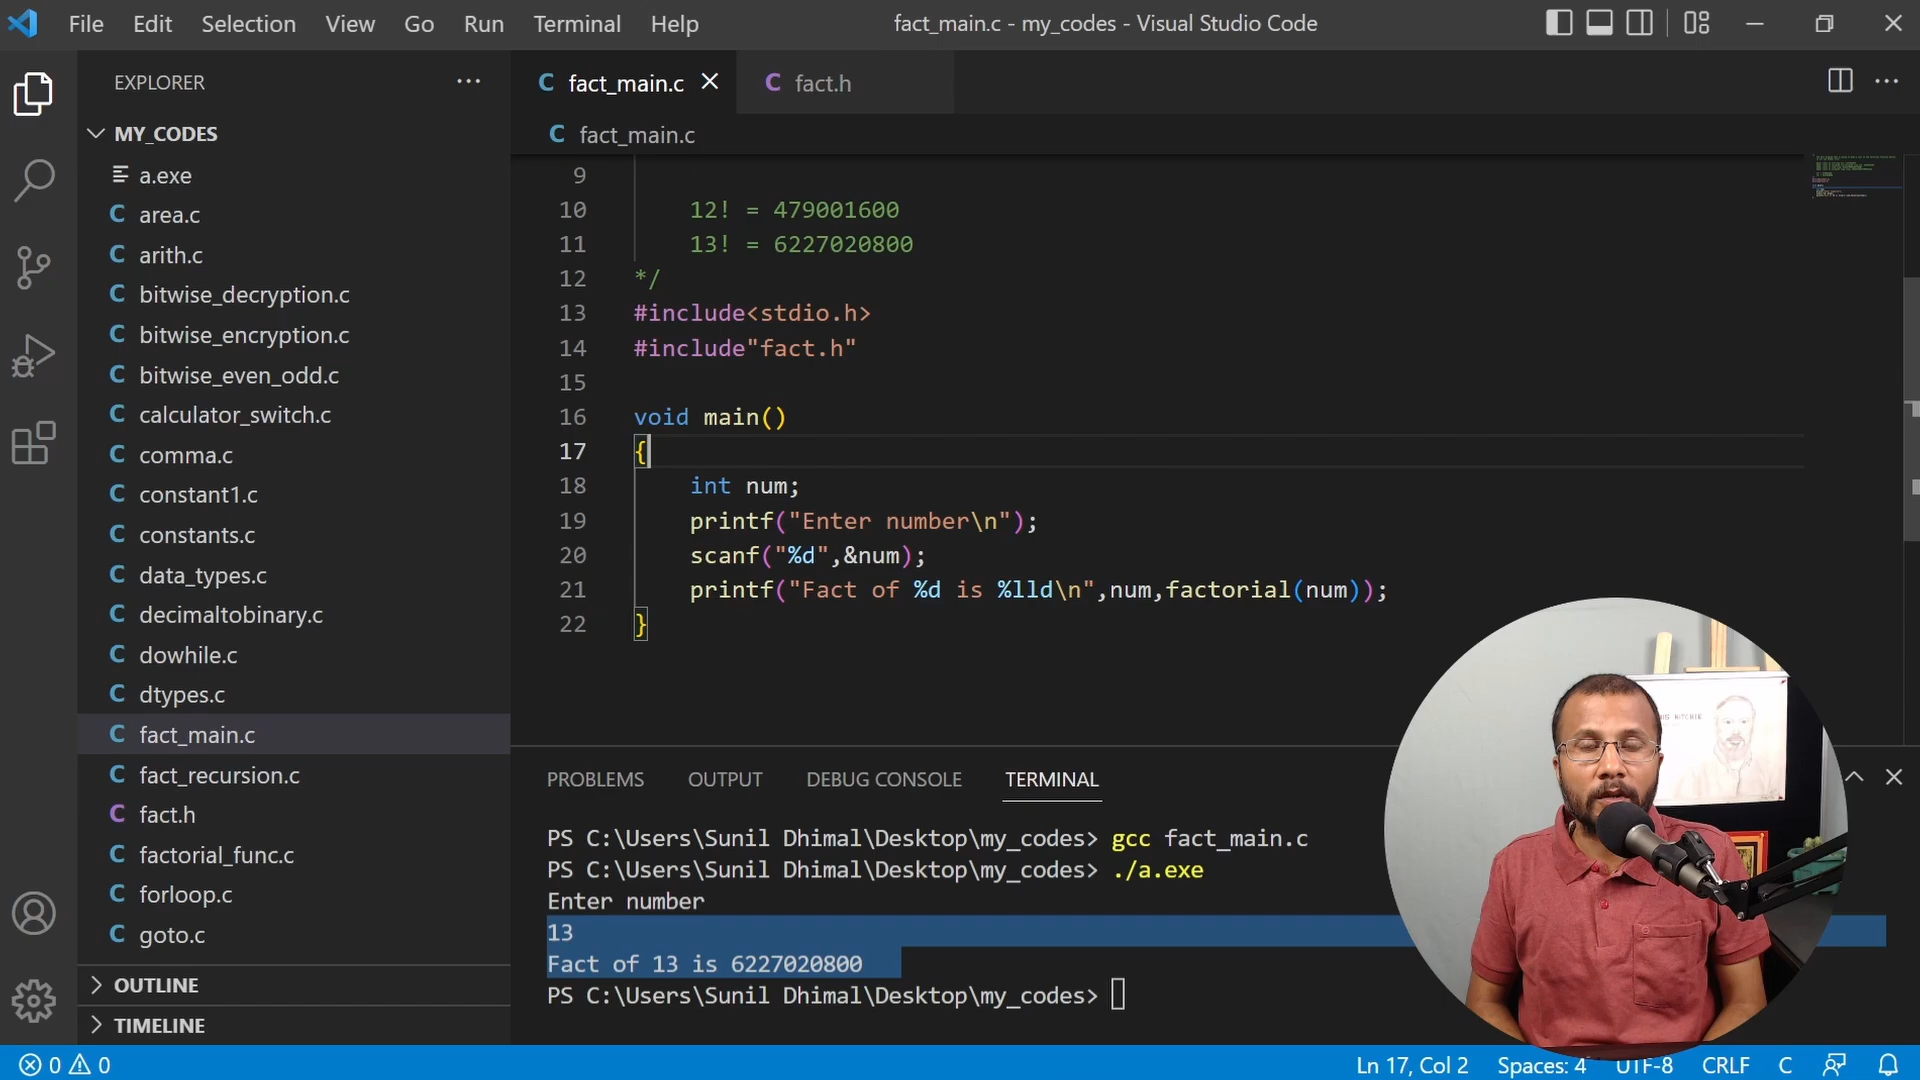 File Edit Selection View Go Run Terminal Help
fact_main.c - my_codes - Visual Studio Code
EXPLORER
MY_CODES
a.exe
area.c
arith.c
bitwise_decryption.c
bitwise_encryption.c
bitwise_even_odd.c
calculator_switch.c
comma.c
constant1.c
constants.c
data_types.c
decimaltobinary.c
dowhile.c
dtypes.c
fact_main.c
fact_recursion.c
fact.h
factorial_func.c
forloop.c
goto.c
OUTLINE
TIMELINE
fact_main.c fact.h
fact_main.c
9
10 12! = 479001600
11 13! = 6227020800
12 */
13 #include<stdio.h>
14 #include"fact.h"
15
16 void main()
17 {
18 int num;
19 printf("Enter number\n");
20 scanf("%d",&num);
21 printf("Fact of %d is %lld\n",num,factorial(num));
22 }
PROBLEMS OUTPUT DEBUG CONSOLE TERMINAL
PS C:\Users\Sunil Dhimal\Desktop\my_codes> gcc fact_main.c
PS C:\Users\Sunil Dhimal\Desktop\my_codes> ./a.exe
Enter number
13
Fact of 13 is 6227020800
PS C:\Users\Sunil Dhimal\Desktop\my_codes>
0 0
Ln 17, Col 2 Spaces: 4 UTF-8 CRLF C